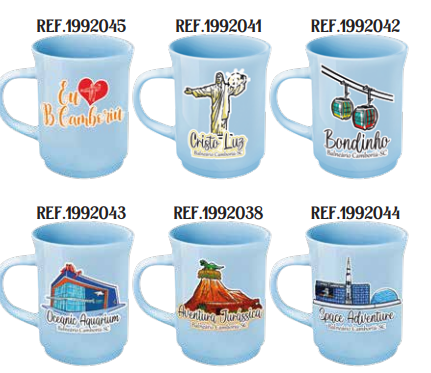 REF.1992045
REF.1992041
REF.1992042
Eu
B Camboriú
Cristo Luz
Balneário Camboriú-SC
Bondinho
Balneário Camboriú-SC
REF.1992043
REF.1992038
REF.1992044
Oceanic Aquarium
Balneário Camboriú-SC
Aventura Jurássica
Balneário Camboriú-SC
Space Adventure
Balneário Camboriú-SC